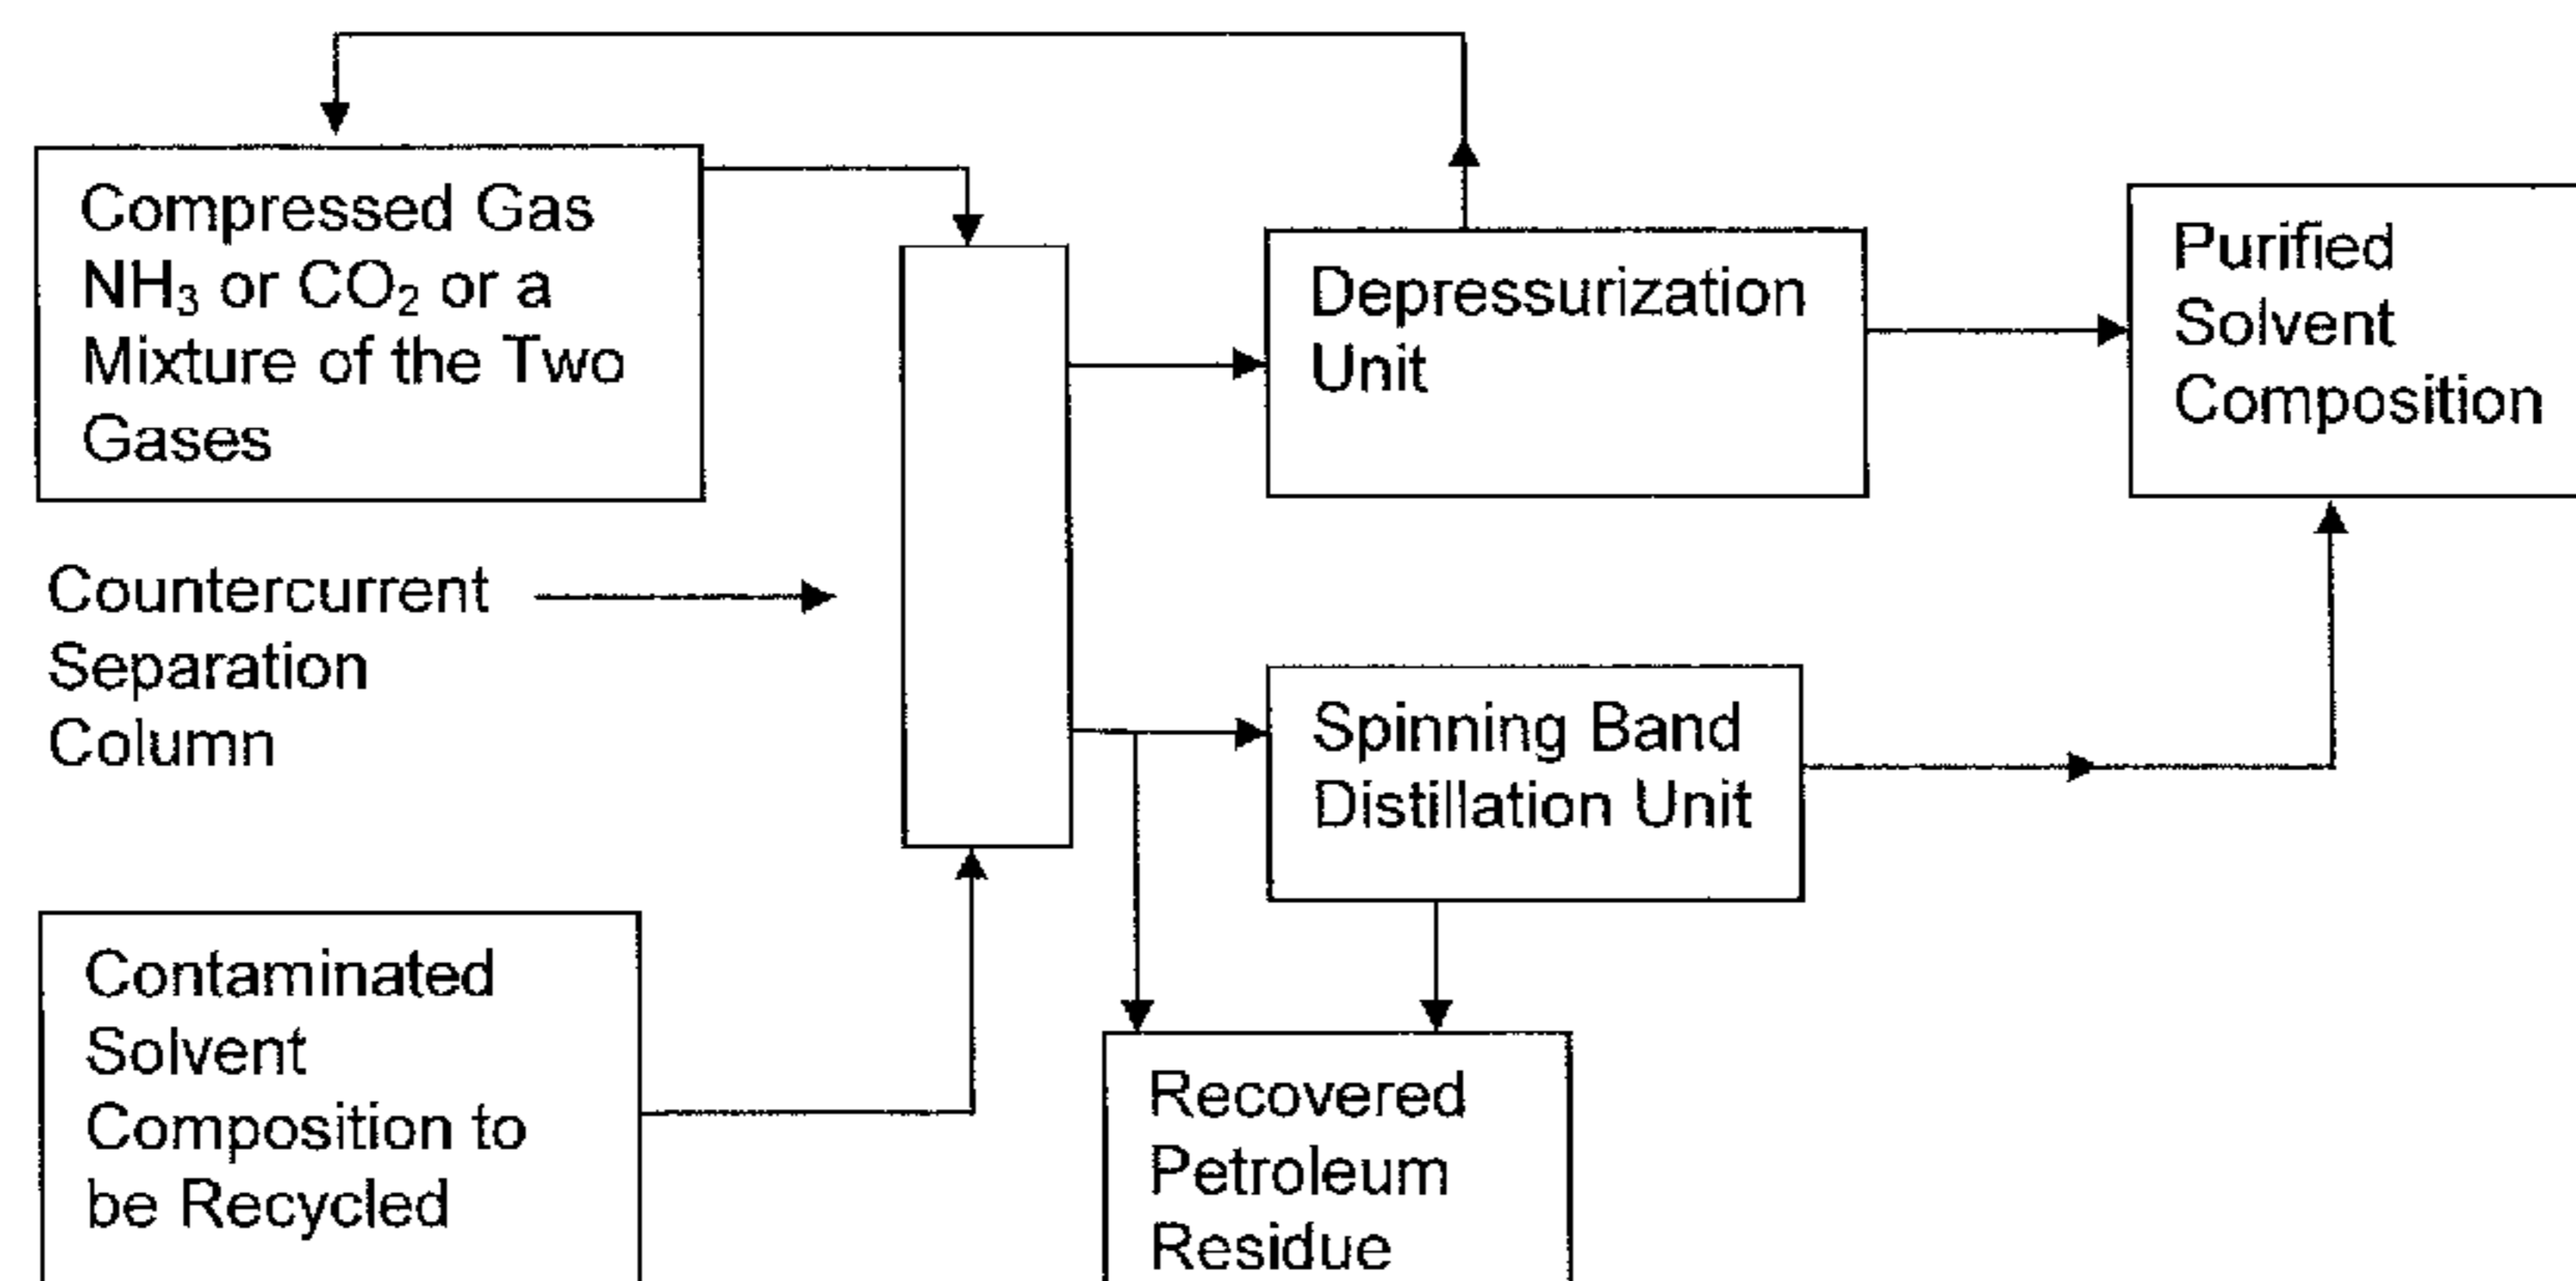 Compressed Gas
NH₃ or CO₂ or a
Mixture of the Two
Gases
Depressurization
Unit
Purified
Solvent
Composition
Countercurrent
Separation
Column
Spinning Band
Distillation Unit
Contaminated
Solvent
Composition to
be Recycled
Recovered
Petroleum
Residue